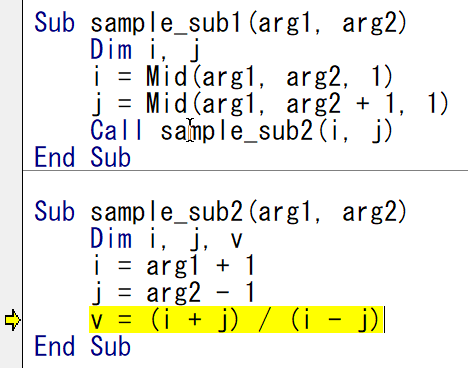 Sub sample_sub1(arg1, arg2)
Dim i, j
i = Mid(arg1, arg2, 1)
j = Mid(arg1, arg2 + 1, 1)
Call sample_sub2(i, j)
End Sub
Sub sample_sub2(arg1, arg2)
Dim i, j, v
i = arg1 + 1
j = arg2 - 1
v = (i + j) / (i - j)
End Sub